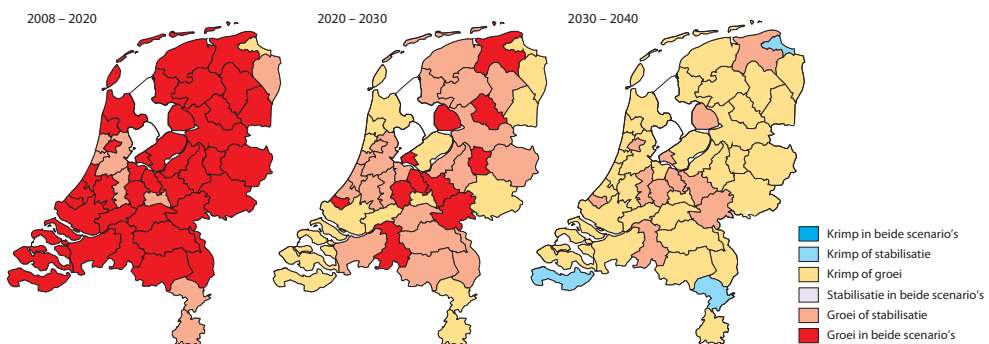 2008 – 2020
2020 – 2030
2030 – 2040
Krimp in beide scenario's
Krimp of stabilisatie
Krimp of groei
Stabilisatie in beide scenario's
Groei of stabilisatie
Groei in beide scenario's